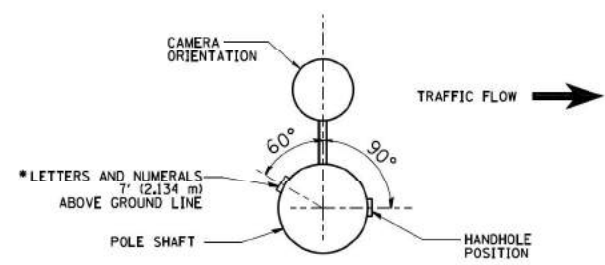 CAMERA
ORIENTATION
TRAFFIC FLOW
60°
90°
*LETTERS AND NUMERALS
7' (2.134 m)
ABOVE GROUND LINE
POLE SHAFT
HANDHOLE
POSITION